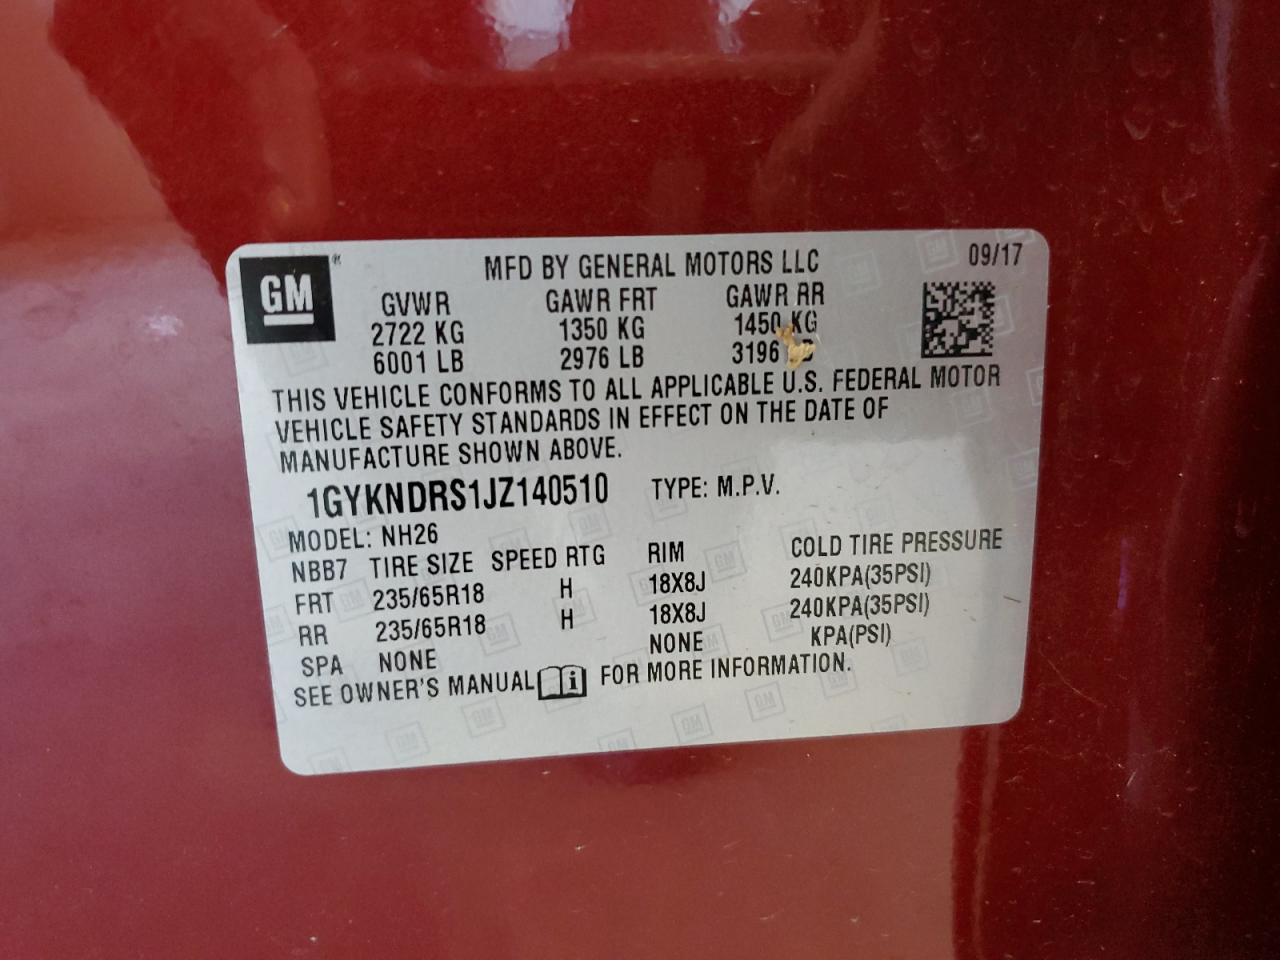 GM ®
MFD BY GENERAL MOTORS LLC 09/17
GVWR GAWR FRT GAWR RR
2722 KG 1350 KG 1450 KG
6001 LB 2976 LB 3196 LB
THIS VEHICLE CONFORMS TO ALL APPLICABLE U.S. FEDERAL MOTOR
VEHICLE SAFETY STANDARDS IN EFFECT ON THE DATE OF
MANUFACTURE SHOWN ABOVE.
1GYKNDRS1JZ140510 TYPE: M.P.V.
MODEL: NH26
NBB7 TIRE SIZE SPEED RTG RIM COLD TIRE PRESSURE
FRT 235/65R18 H 18X8J 240KPA(35PSI)
RR 235/65R18 H 18X8J 240KPA(35PSI)
SPA NONE NONE KPA(PSI)
SEE OWNER'S MANUAL FOR MORE INFORMATION.